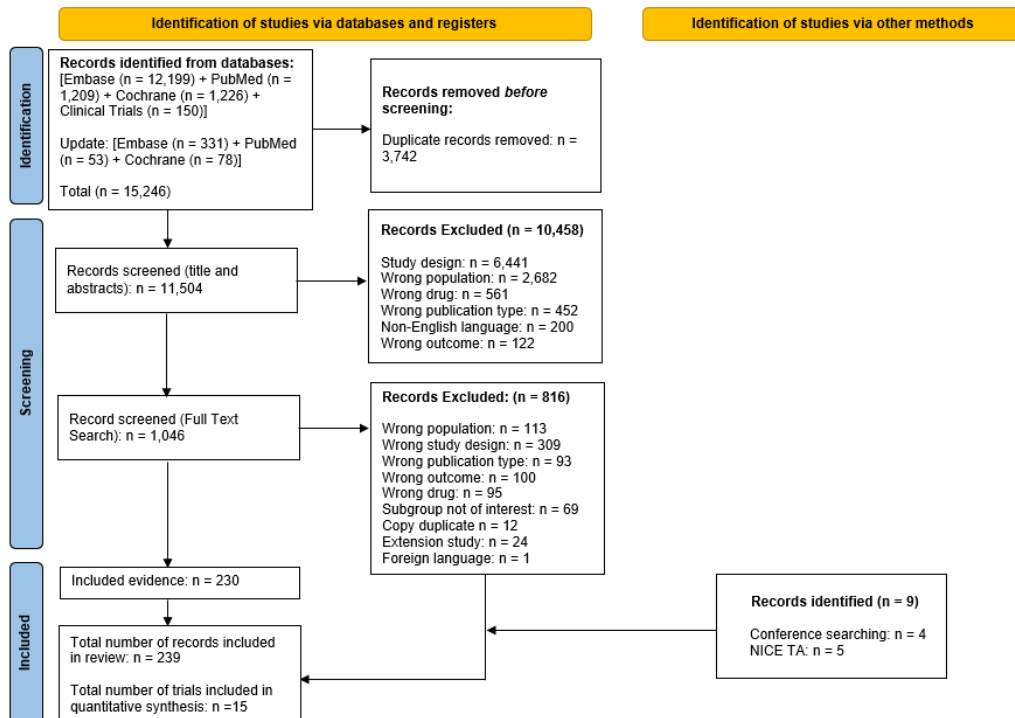 Identification of studies via databases and registers
Identification of studies via other methods
Identification
Records identified from databases:
[Embase (n = 12,199) + PubMed (n =
1,209) + Cochrane (n = 1,226) +
Clinical Trials (n = 150)]
Update: [Embase (n = 331) + PubMed
(n = 53) + Cochrane (n = 78)]
Total (n = 15,246)
Records removed before
screening:
Duplicate records removed: n =
3,742
Screening
Records screened (title and
abstracts): n = 11,504
Records Excluded (n = 10,458)
Study design: n = 6,441
Wrong population: n = 2,682
Wrong drug: n = 561
Wrong publication type: n = 452
Non-English language: n = 200
Wrong outcome: n = 122
Record screened (Full Text
Search): n = 1,046
Records Excluded: (n = 816)
Wrong population: n = 113
Wrong study design: n = 309
Wrong publication type: n = 93
Wrong outcome: n = 100
Wrong drug: n = 95
Subgroup not of interest: n = 69
Copy duplicate n = 12
Extension study: n = 24
Foreign language: n = 1
Included
Included evidence: n = 230
Records identified (n = 9)
Conference searching: n = 4
NICE TA: n = 5
Total number of records included
in review: n = 239
Total number of trials included in
quantitative synthesis: n =15